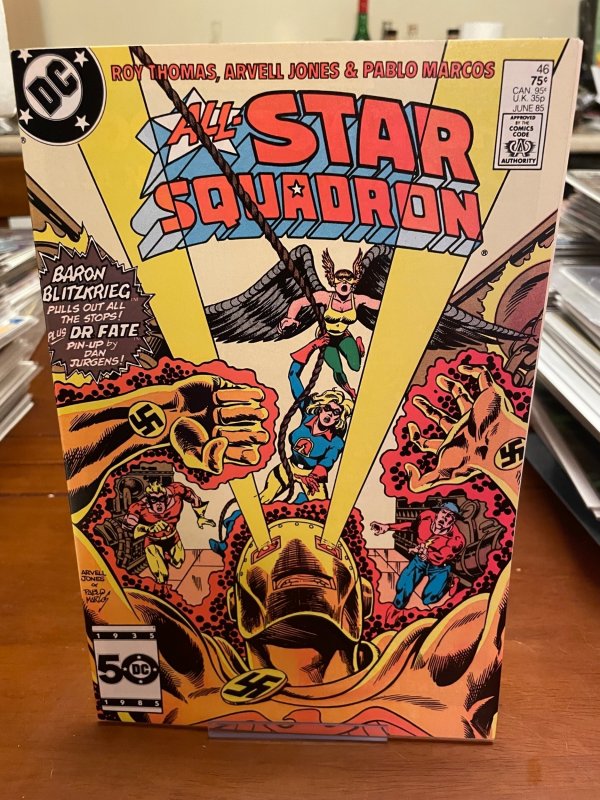 DC
ROY THOMAS, ARVELL JONES & PABLO MARCOS
46
75¢
CAN. 95¢
U.K. 35p
JUNE 85
APPROVED
BY THE
COMICS
CODE
CA
AUTHORITY
ALL-STAR
SQUADRON
®
BARON
BLITZKRIEG
PULLS OUT ALL
THE STOPS!
PLUS DR FATE
PIN-UP by
DAN
JURGENS!
ARVELL
JONES
&
PABLO
MARCOS
1935
50 DC
1985